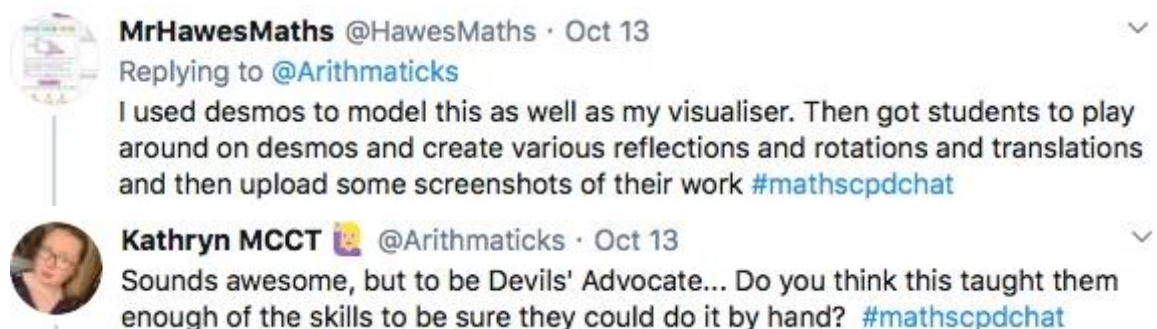 MrHawesMaths @HawesMaths · Oct 13
Replying to @Arithmaticks
I used desmos to model this as well as my visualiser. Then got students to play
around on desmos and create various reflections and rotations and translations
and then upload some screenshots of their work #mathscpdchat
Kathryn MCCT 🙋🏼‍♀️ @Arithmaticks · Oct 13
Sounds awesome, but to be Devils' Advocate... Do you think this taught them
enough of the skills to be sure they could do it by hand? #mathscpdchat